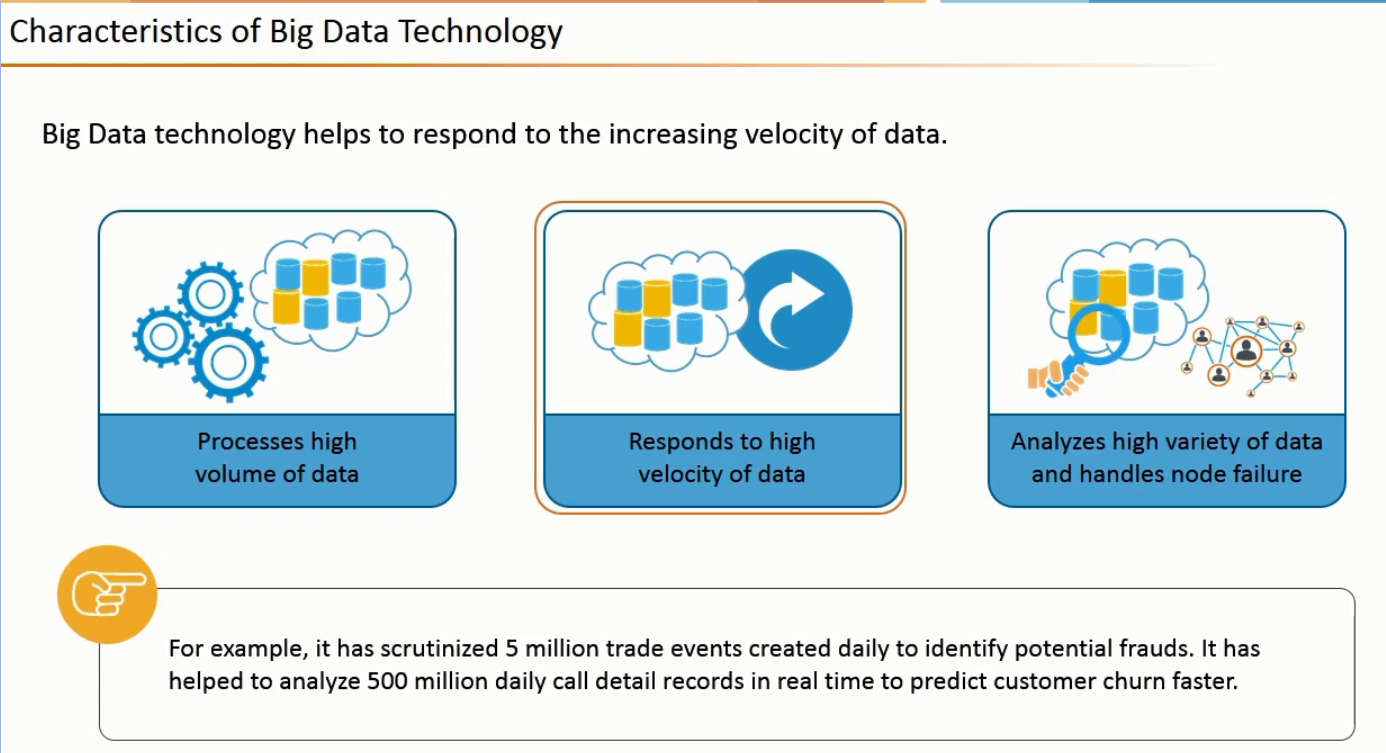 Characteristics of Big Data Technology
Big Data technology helps to respond to the increasing velocity of data.
Processes high
volume of data
Responds to high
velocity of data
Analyzes high variety of data
and handles node failure
For example, it has scrutinized 5 million trade events created daily to identify potential frauds. It has
helped to analyze 500 million daily call detail records in real time to predict customer churn faster.